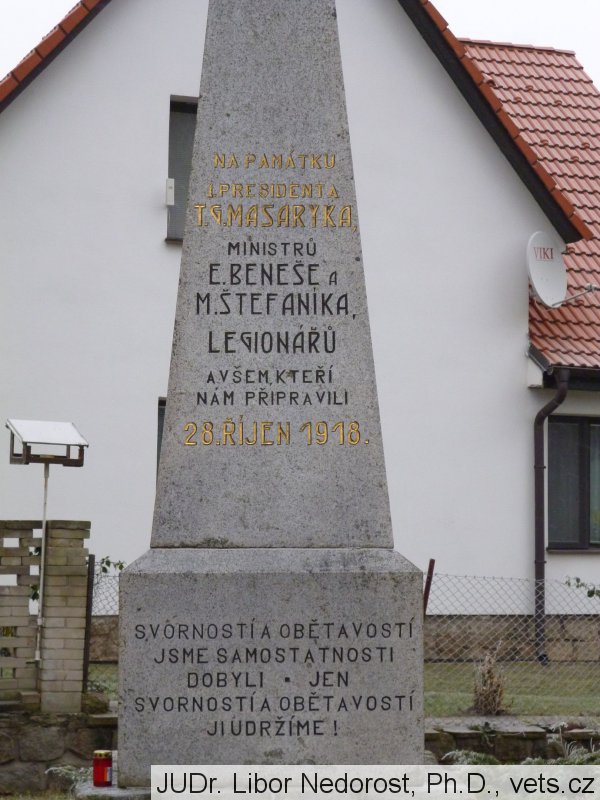 NA PAMÁTKU
I. PRESIDENTA
T.G.MASARYKA,
MINISTRŮ
E.BENEŠE A
M.ŠTEFANÍKA,
LEGIONÁŘŮ
A VŠEM, KTEŘÍ
NÁM PŘIPRAVILI
28. ŘÍJEN 1918.
SVORNOSTÍ A OBĚTAVOSTÍ
JSME SAMOSTATNOSTI
DOBYLI • JEN
SVORNOSTÍ A OBĚTAVOSTÍ
JI UDRŽÍME!
VIKI
JUDr. Libor Nedorost, Ph.D., vets.cz